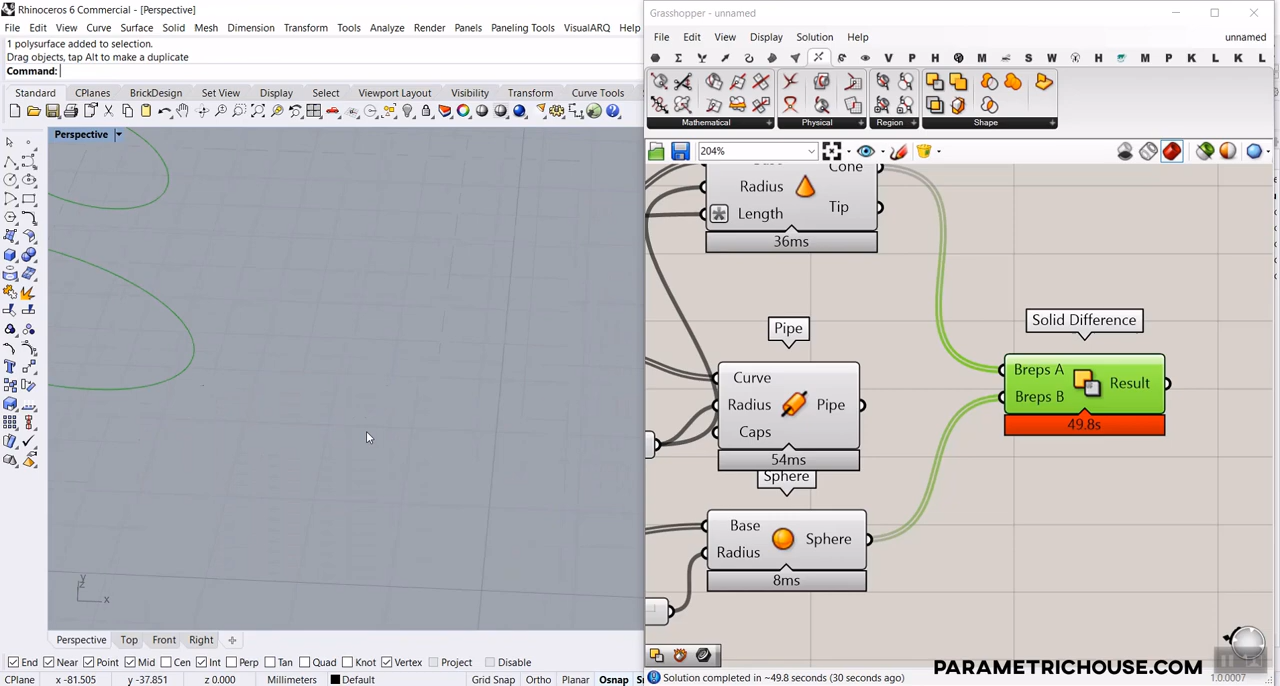 Rhinoceros 6 Commercial - [Perspective]
File Edit View Curve Surface Solid Mesh Dimension Transform Tools Analyze Render Panels Paneling Tools VisualARQ Help
1 polysurface added to selection.
Drag objects, tap Alt to make a duplicate
Command:
Standard CPlanes BrickDesign Set View Display Select Viewport Layout Visibility Transform Curve Tools
Perspective
y
z
x
Perspective Top Front Right
End Near Point Mid Cen Int Perp Tan Quad Knot Vertex Project Disable
CPlane x -81.505 y -37.851 z 0.000 Millimeters Default Grid Snap Ortho Planar Osnap
Grasshopper - unnamed
File Edit View Display Solution Help unnamed
V P H M S W H M P K L K L
Mathematical Physical Region Shape
204%
Cone
Radius
Tip
Length
36ms
Pipe
Curve
Radius Pipe
Caps
54ms
Sphere
Base
Sphere
Radius
8ms
Solid Difference
Breps A
Result
Breps B
49.8s
PARAMETRICHOUSE.COM
Solution completed in ~49.8 seconds (30 seconds ago)
1.0.0007